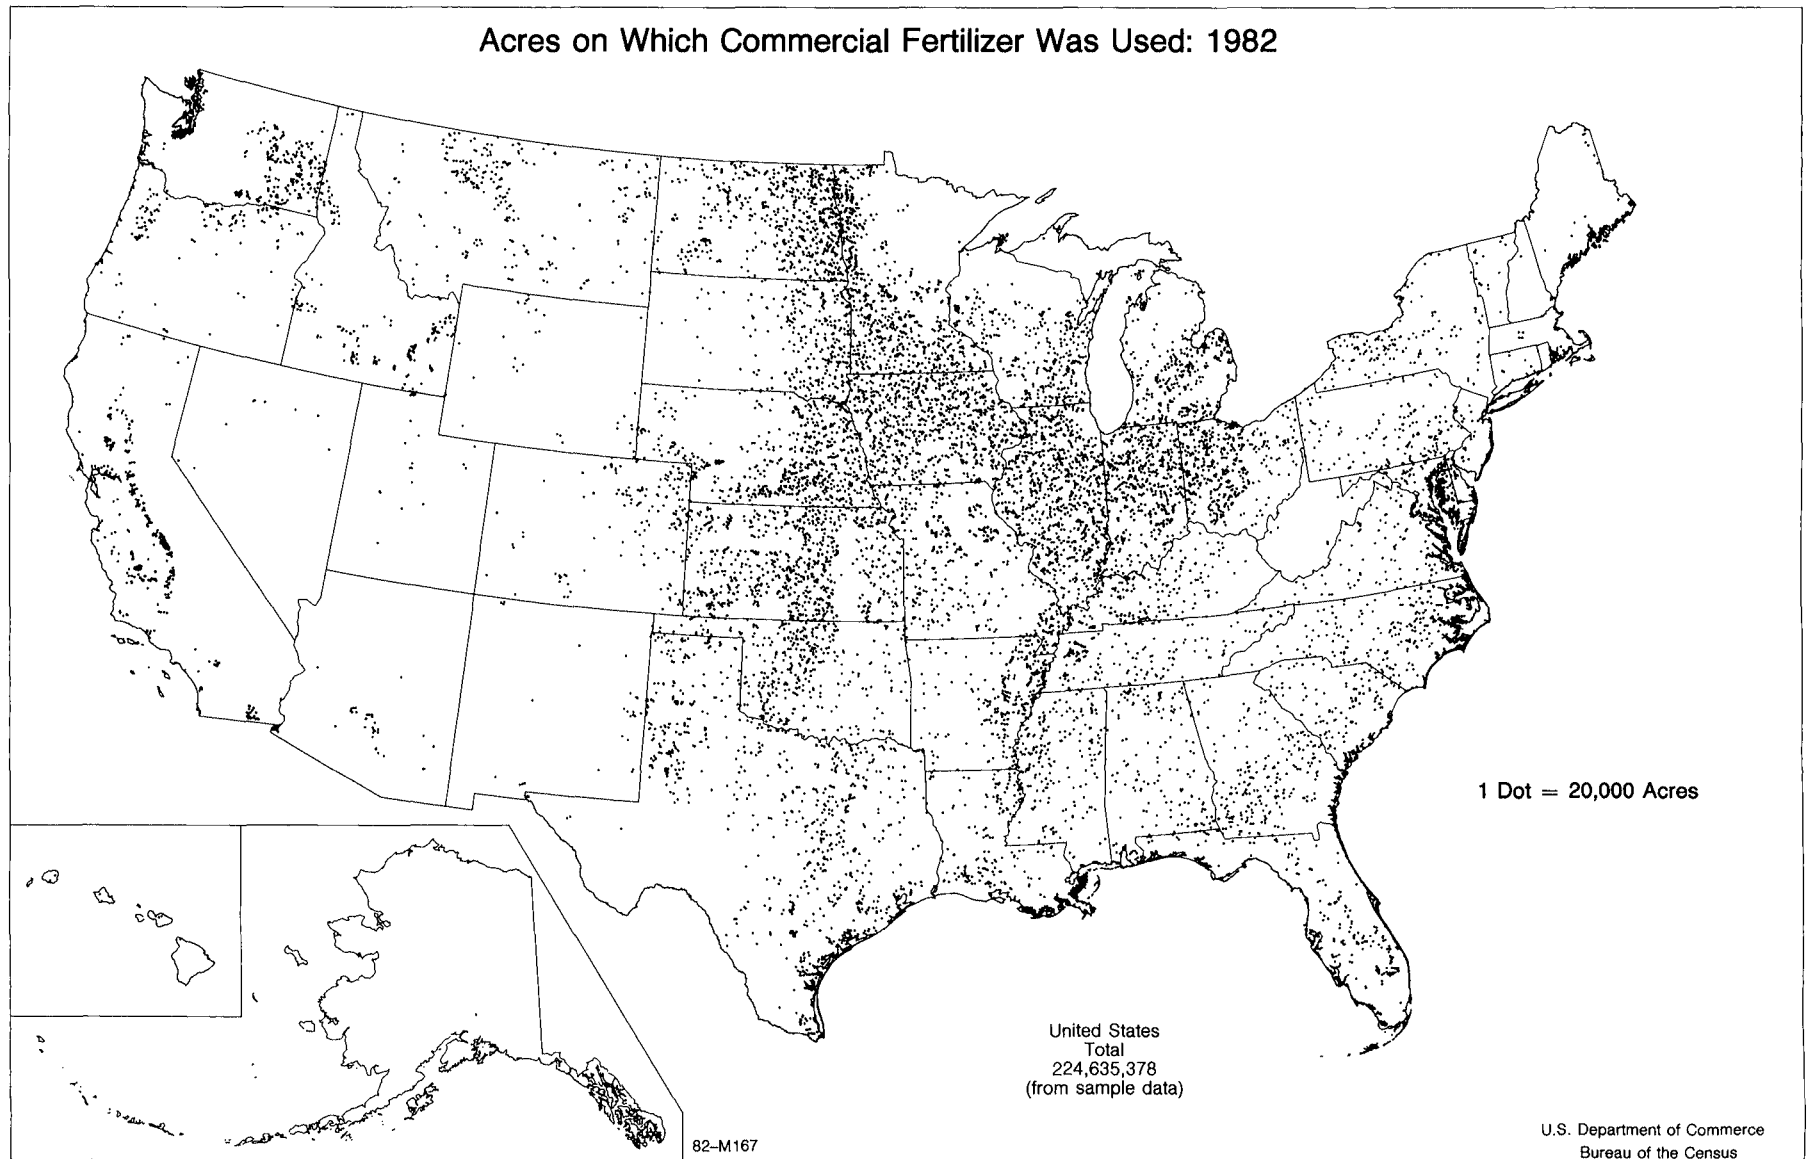 Acres on Which Commercial Fertilizer Was Used: 1982
1 Dot = 20,000 Acres
United States
Total
224,635,378
(from sample data)
82–M167
U.S. Department of Commerce
Bureau of the Census